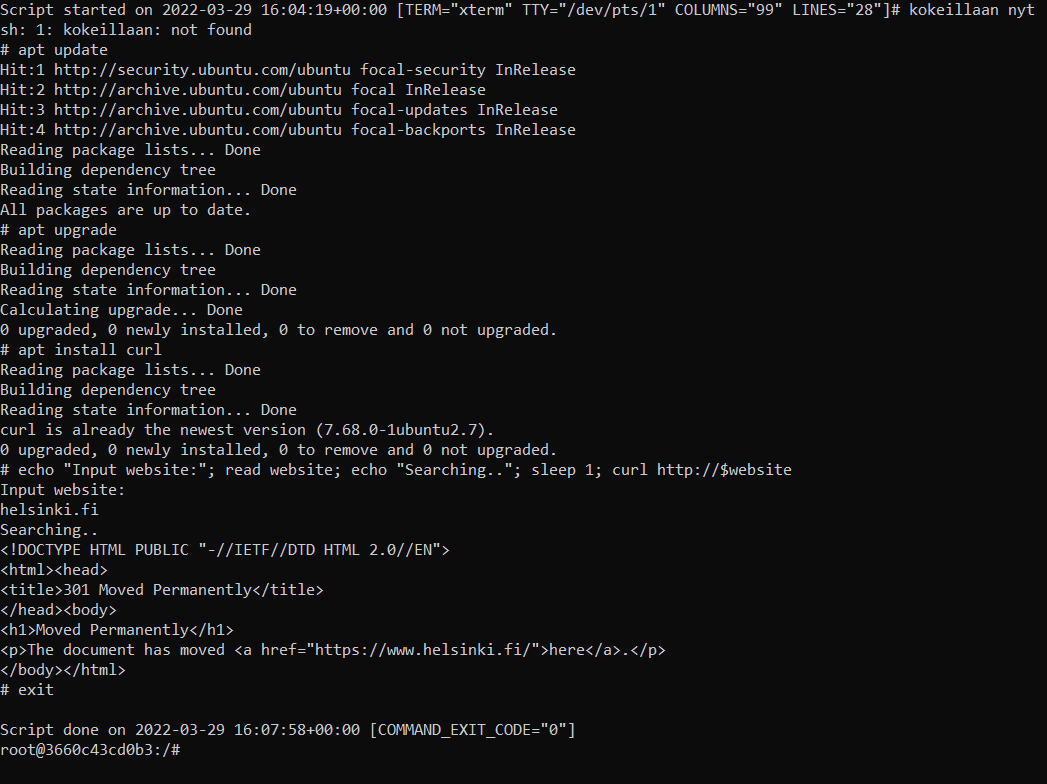 Script started on 2022-03-29 16:04:19+00:00 [TERM="xterm" TTY="/dev/pts/1" COLUMNS="99" LINES="28"]# kokeillaan nyt
sh: 1: kokeillaan: not found
# apt update
Hit:1 http://security.ubuntu.com/ubuntu focal-security InRelease
Hit:2 http://archive.ubuntu.com/ubuntu focal InRelease
Hit:3 http://archive.ubuntu.com/ubuntu focal-updates InRelease
Hit:4 http://archive.ubuntu.com/ubuntu focal-backports InRelease
Reading package lists... Done
Building dependency tree
Reading state information... Done
All packages are up to date.
# apt upgrade
Reading package lists... Done
Building dependency tree
Reading state information... Done
Calculating upgrade... Done
0 upgraded, 0 newly installed, 0 to remove and 0 not upgraded.
# apt install curl
Reading package lists... Done
Building dependency tree
Reading state information... Done
curl is already the newest version (7.68.0-1ubuntu2.7).
0 upgraded, 0 newly installed, 0 to remove and 0 not upgraded.
# echo "Input website:"; read website; echo "Searching.."; sleep 1; curl http://$website
Input website:
helsinki.fi
Searching..
<!DOCTYPE HTML PUBLIC "-//IETF//DTD HTML 2.0//EN">
<html><head>
<title>301 Moved Permanently</title>
</head><body>
<h1>Moved Permanently</h1>
<p>The document has moved <a href="https://www.helsinki.fi/">here</a>.</p>
</body></html>
# exit

Script done on 2022-03-29 16:07:58+00:00 [COMMAND_EXIT_CODE="0"]
root@3660c43cd0b3:/#